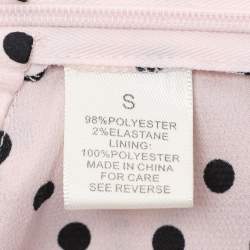 S
98%POLYESTER
2%ELASTANE
LINING:
100%POLYESTER
MADE IN CHINA
FOR CARE
SEE REVERSE